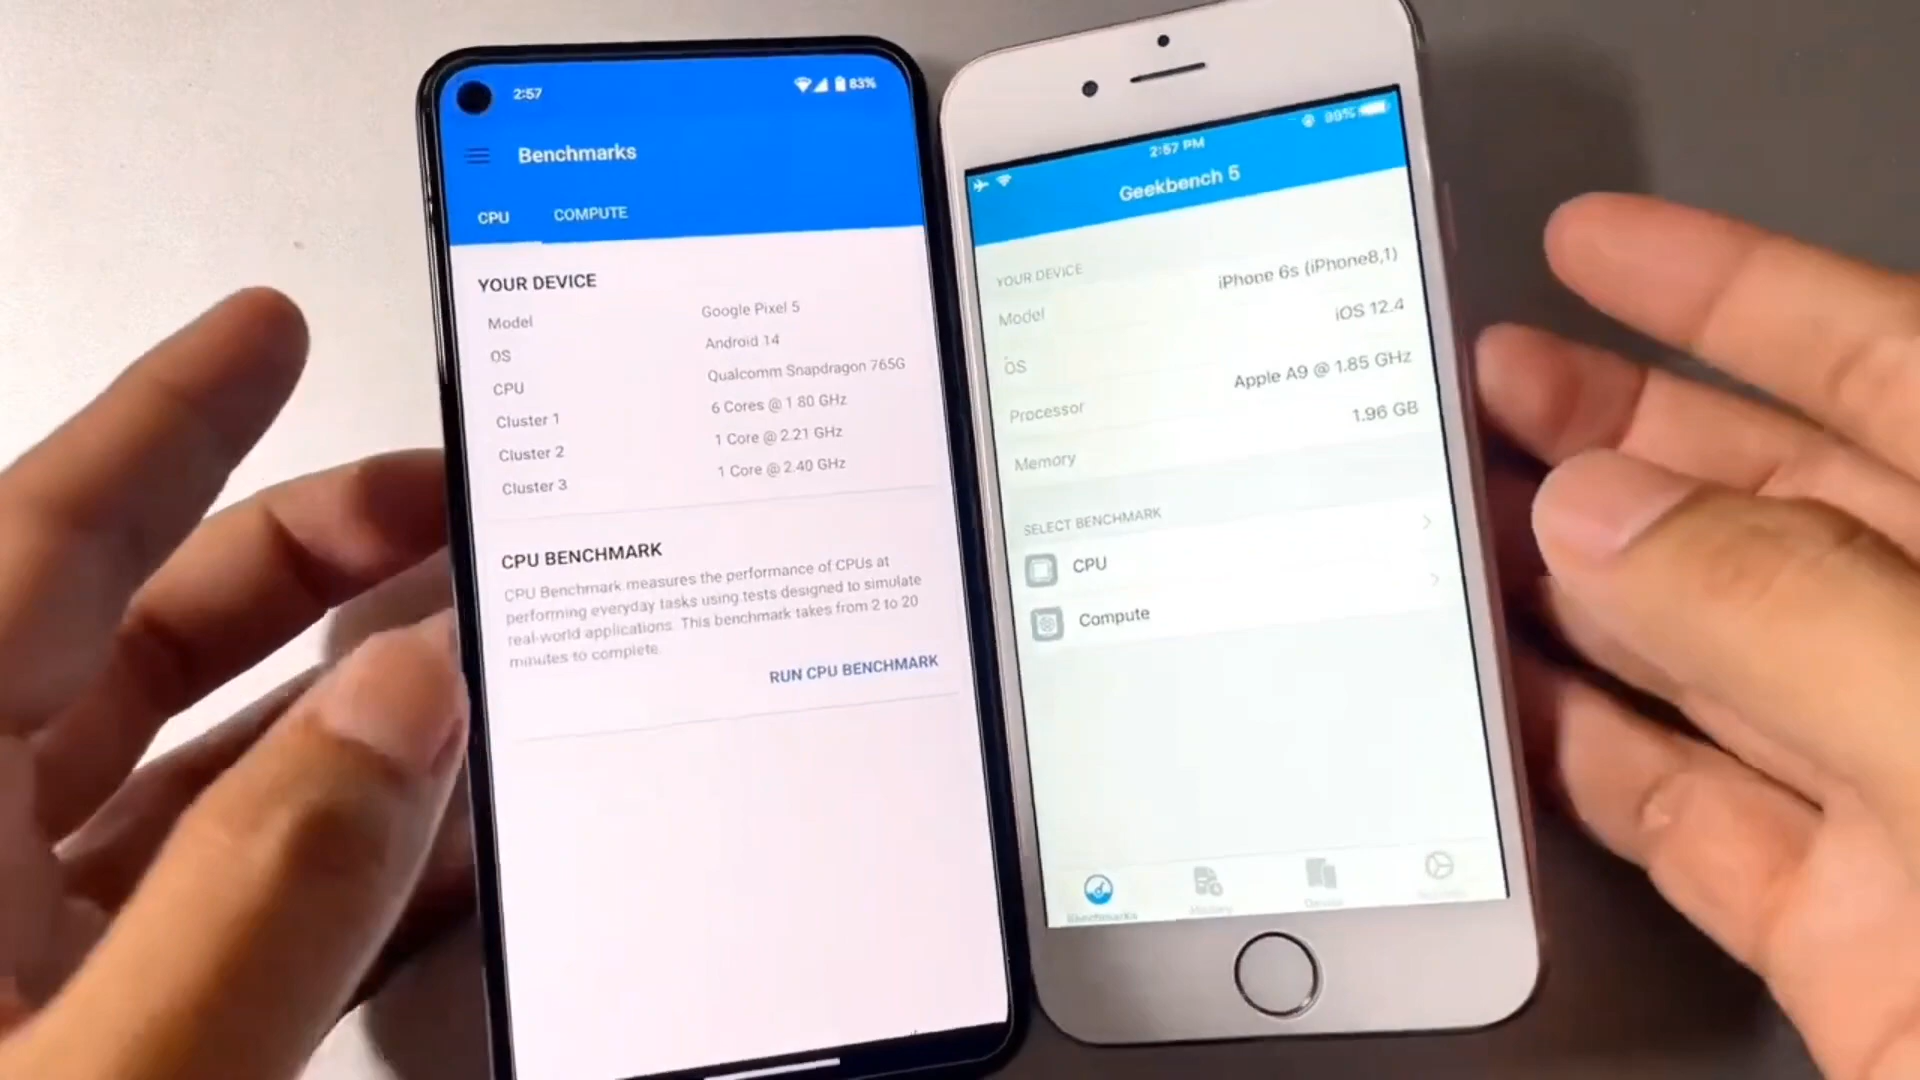 2:57
83%
Benchmarks
CPU COMPUTE
YOUR DEVICE
Model Google Pixel 5
OS Android 14
CPU Qualcomm Snapdragon 765G
Cluster 1 6 Cores @ 1 80 GHz
Cluster 2 1 Core @ 2.21 GHz
Cluster 3 1 Core @ 2.40 GHz
CPU BENCHMARK
CPU Benchmark measures the performance of CPUs at
performing everyday tasks using tests designed to simulate
real-world applications. This benchmark takes from 2 to 20
minutes to complete.
RUN CPU BENCHMARK
2:57 PM
99%
Geekbench 5
YOUR DEVICE
Model iPhone 6s (iPhone8,1)
OS iOS 12.4
Processor Apple A9 @ 1.85 GHz
Memory 1.96 GB
SELECT BENCHMARK
CPU
Compute
Benchmarks History Device